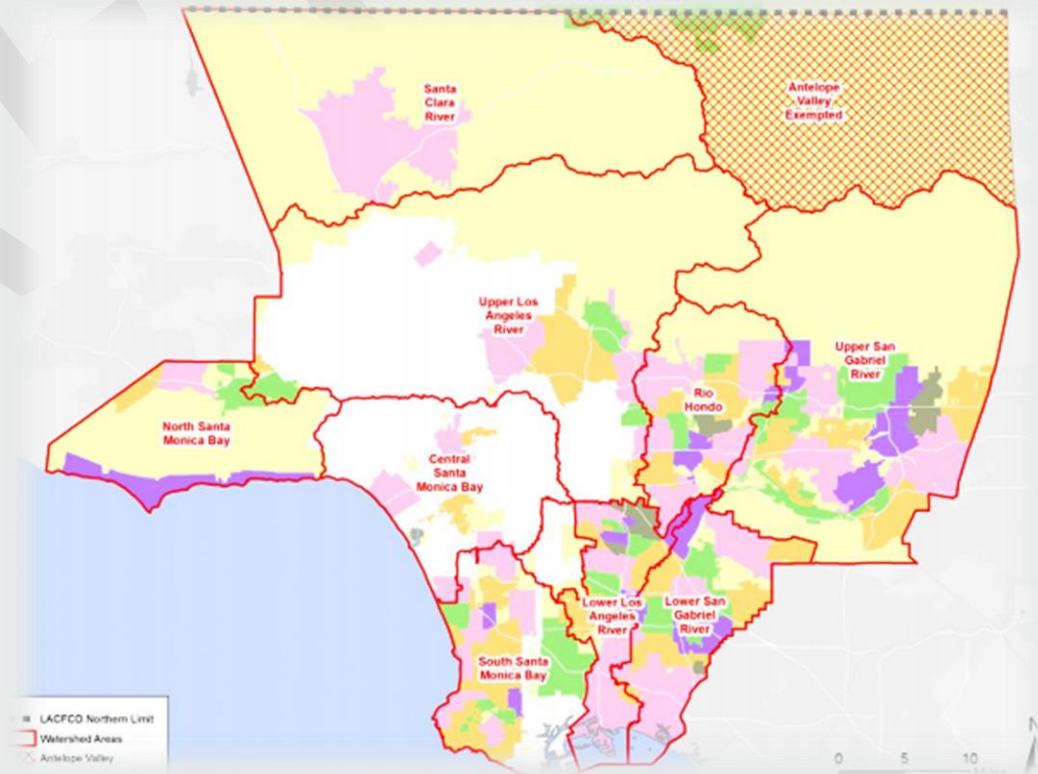 Santa
Clara
River
Antelope
Valley
Exempted
Upper Los
Angeles
River
Upper San
Gabriel
River
Rio
Hondo
North Santa
Monica Bay
Central
Santa
Monica Bay
Lower Los
Angeles
River
Lower San
Gabriel
River
South Santa
Monica Bay
LACFCD Northern Limit
Watershed Areas
Antelope Valley
N
0 5 10